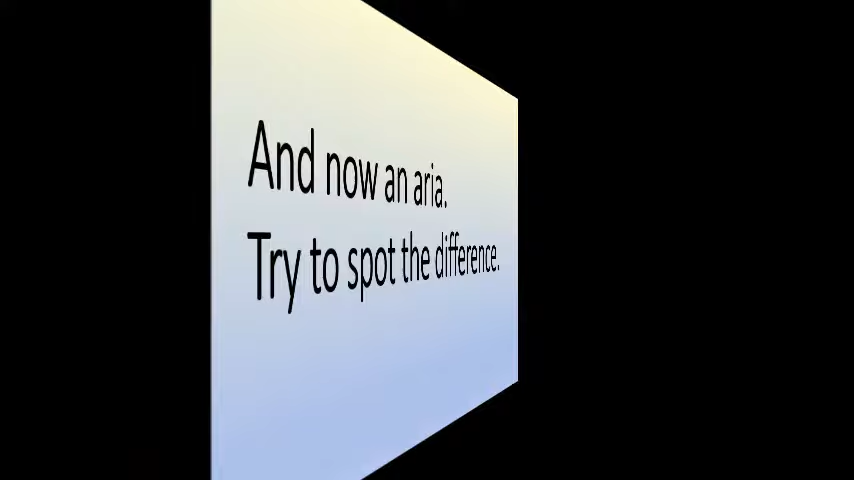 And now an aria.
Try to spot the difference.